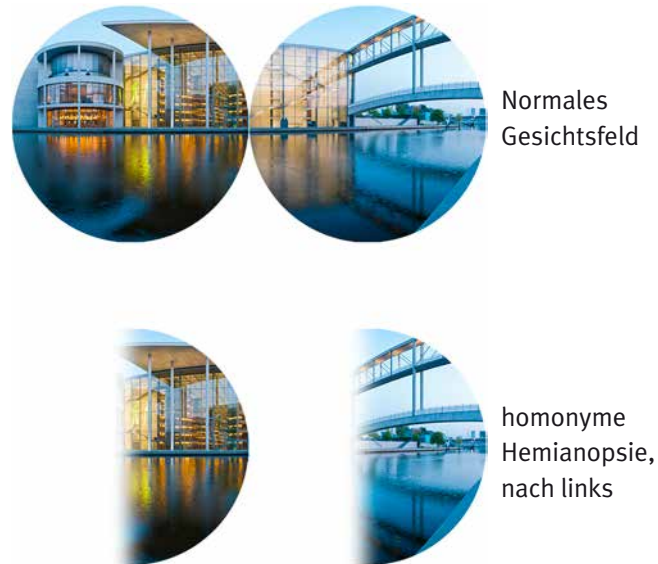 Normales
Gesichtsfeld
homonyme
Hemianopsie,
nach links